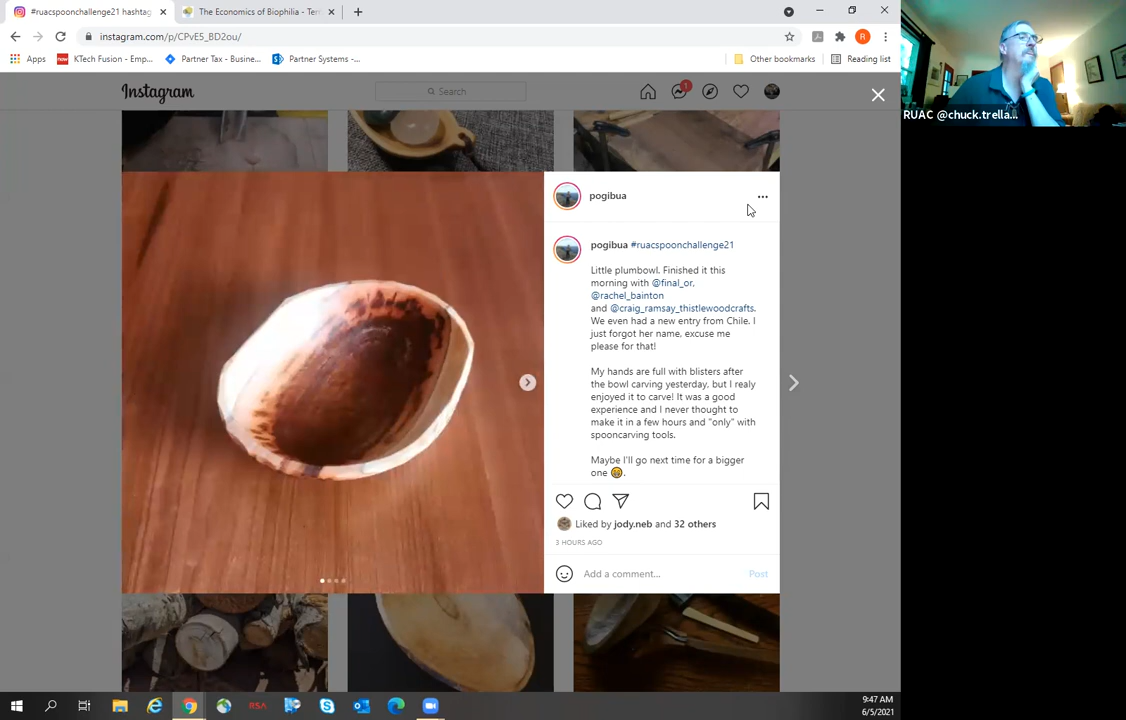 #ruacspoonchallenge21 hashtag
The Economics of Biophilia - Ter
instagram.com/p/CPvE5_BD2ou/
Apps
KTech Fusion - Emp...
Partner Tax - Busine...
Partner Systems -...
Other bookmarks
Reading list
RUAC @chuck.trella...
Instagram
Search
1
pogibua
pogibua #ruacspoonchallenge21
Little plumbowl. Finished it this
morning with @final_or,
@rachel_bainton
and @craig_ramsay_thistlewoodcrafts.
We even had a new entry from Chile. I
just forgot her name, excuse me
please for that!
My hands are full with blisters after
the bowl carving yesterday, but I realy
enjoyed it to carve! It was a good
experience and I never thought to
make it in a few hours and "only" with
spooncarving tools.
Maybe I'll go next time for a bigger
one
Liked by jody.neb and 32 others
3 HOURS AGO
Add a comment...
Post
RSA
9:47 AM
6/5/2021